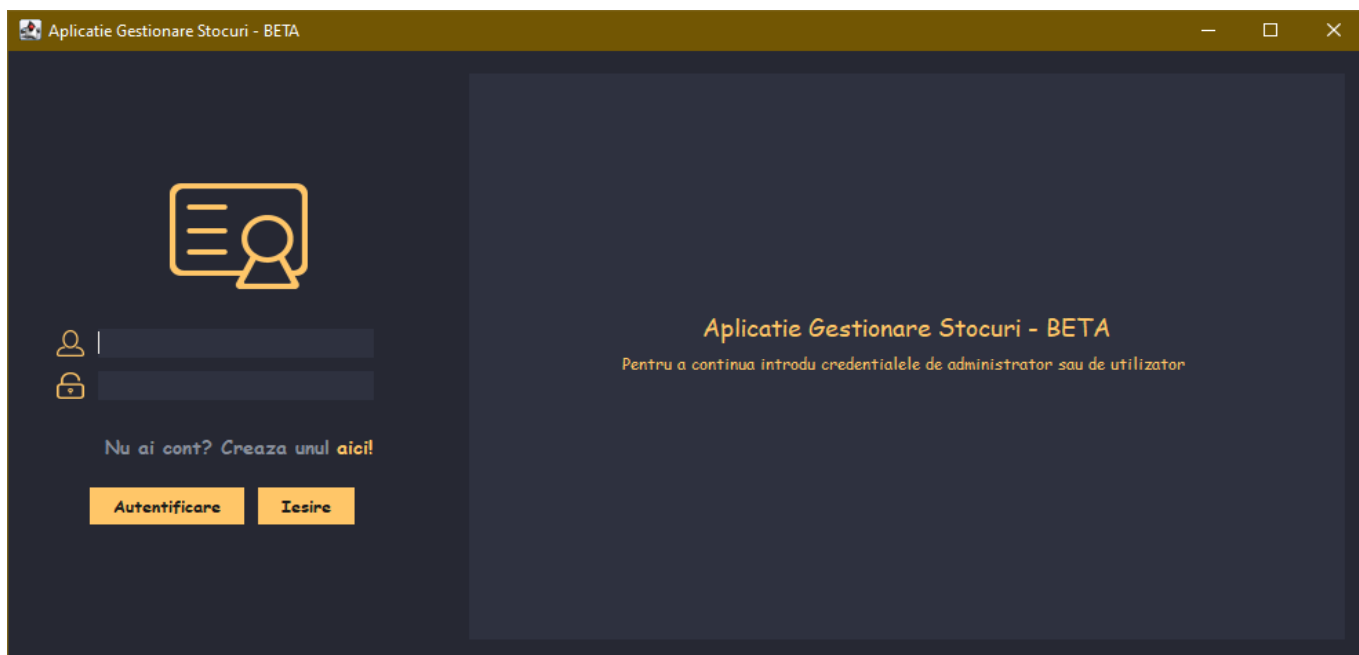 Aplicatie Gestionare Stocuri - BETA
Nu ai cont? Creaza unul aici!
Autentificare
Iesire
Aplicatie Gestionare Stocuri - BETA
Pentru a continua introdu credentialele de administrator sau de utilizator